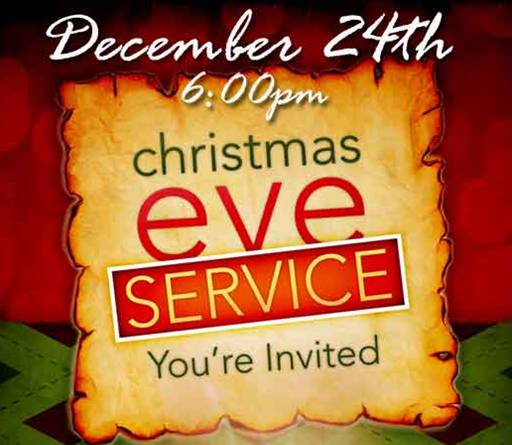 December 24th
6:00pm
christmas
eve
SERVICE
You're Invited